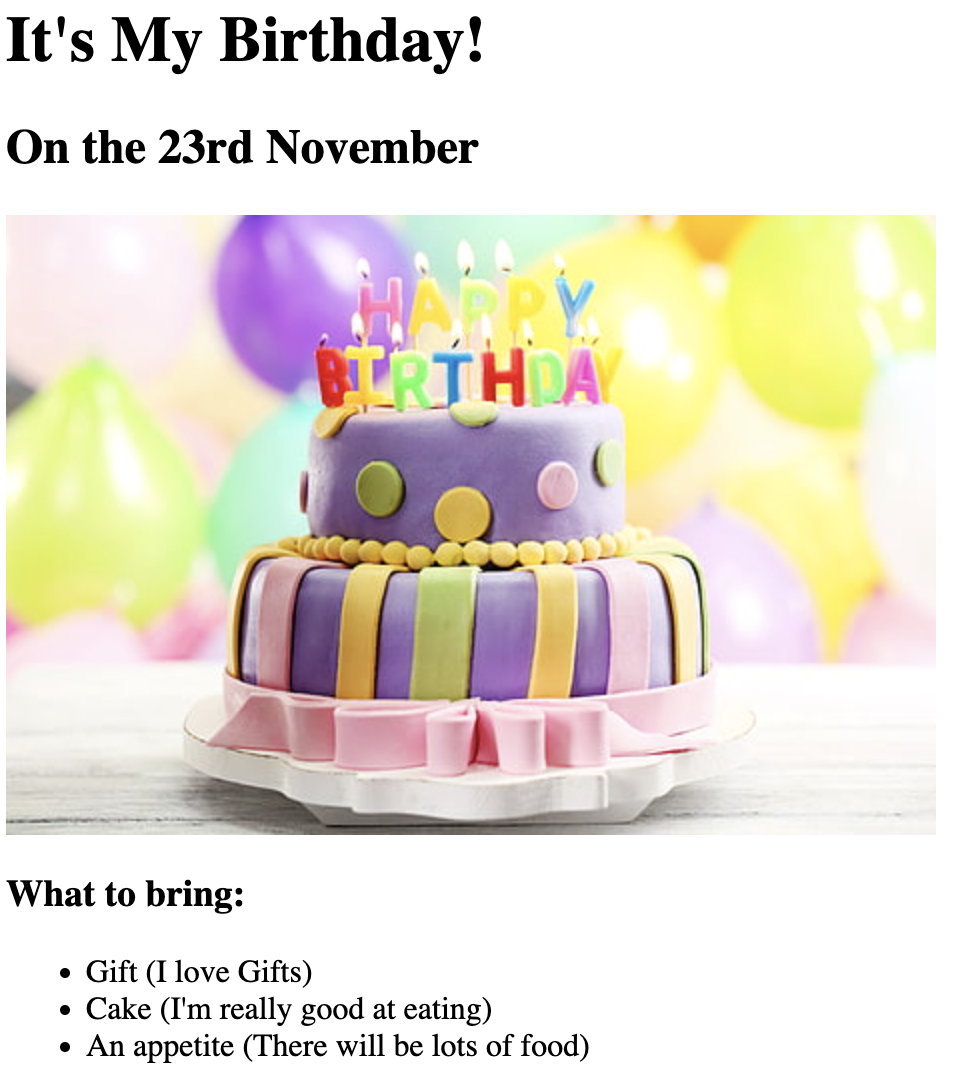 It's My Birthday!
On the 23rd November
HAPPY
BIRTHDAY
What to bring:
Gift (I love Gifts)
Cake (I'm really good at eating)
An appetite (There will be lots of food)